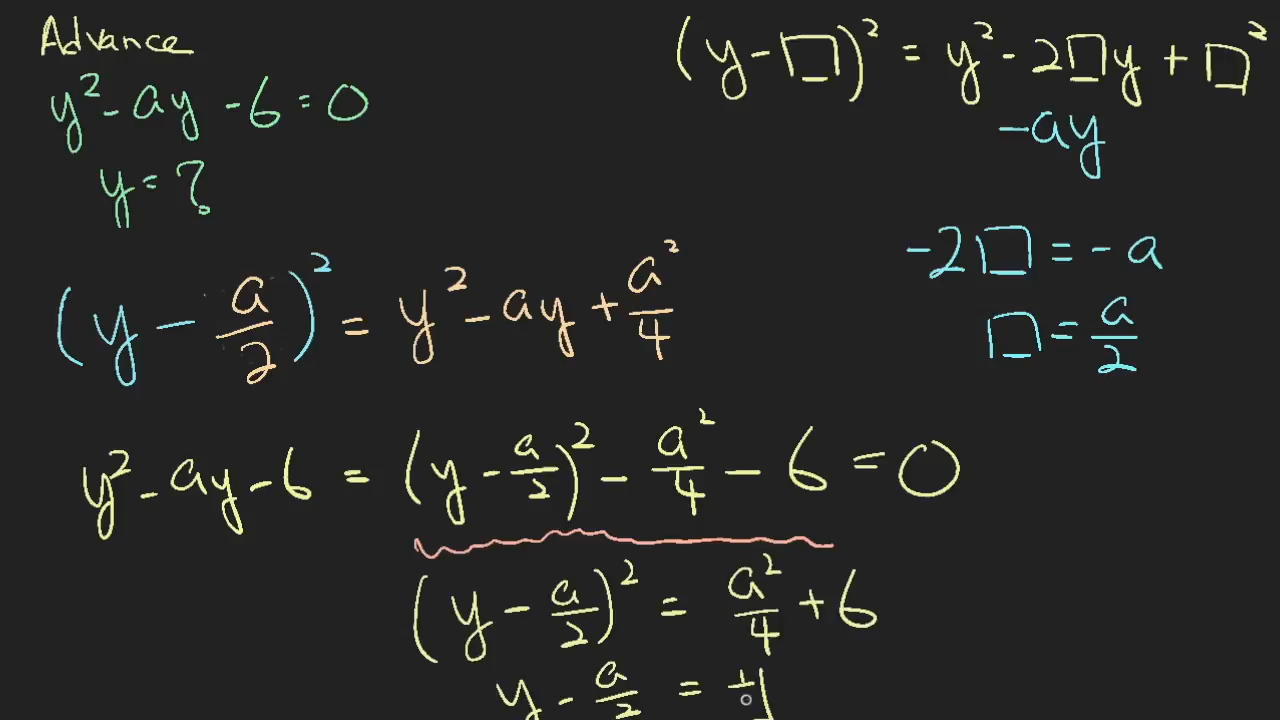 Advance
y² - ay - 6 = 0
y = ?
(y - □)² = y² - 2□y + □²
- ay
-2□ = -a
□ = a/2
(y - a/2)² = y² - ay + a²/4
y² - ay - 6 = (y - a/2)² - a²/4 - 6 = 0
(y - a/2)² = a²/4 + 6
y - a/2 = ±